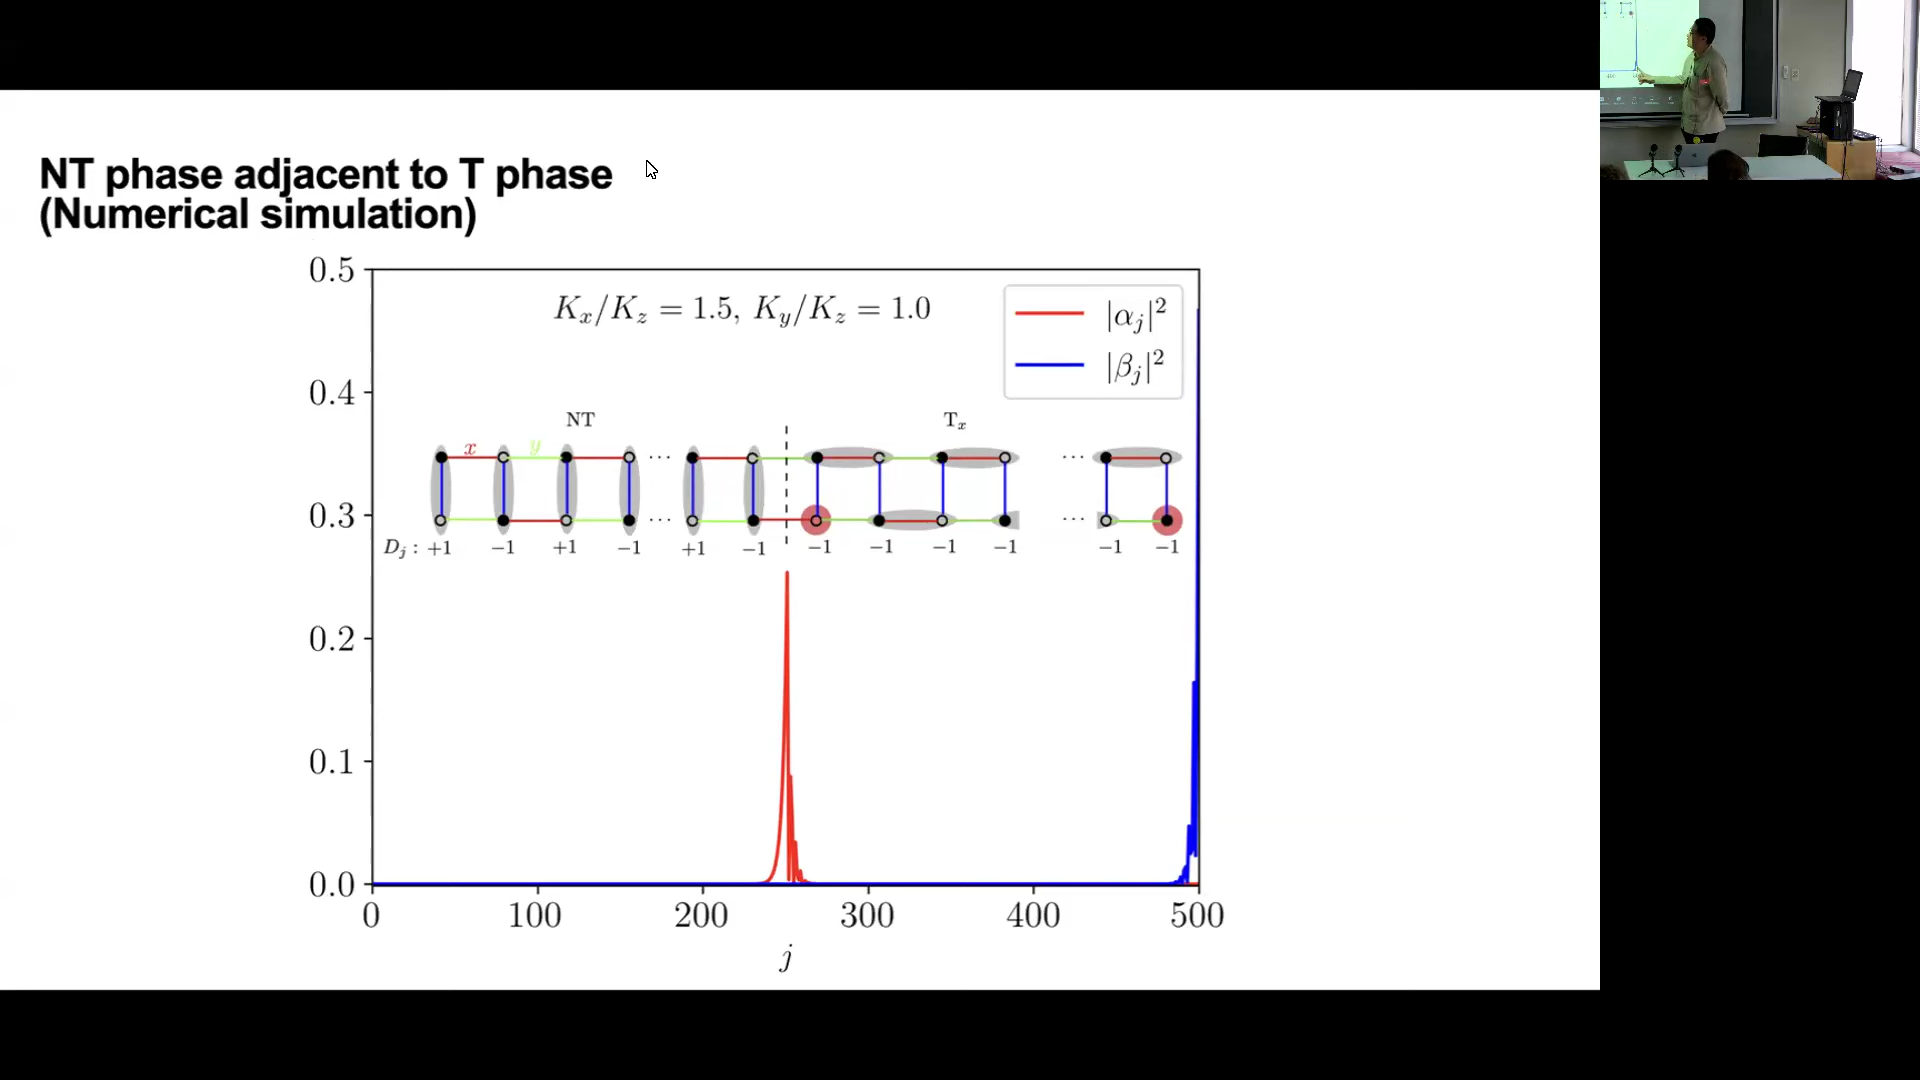 NT phase adjacent to T phase
(Numerical simulation)
0.5
0.4
0.3
0.2
0.1
0.0
K_x/K_z = 1.5, K_y/K_z = 1.0
|α_j|²
|β_j|²
NT
T_x
x
y
··· ···
··· ···
D_j : +1 −1 +1 −1 +1 −1 −1 −1 −1 −1 −1 −1
0 100 200 300 400 500
j